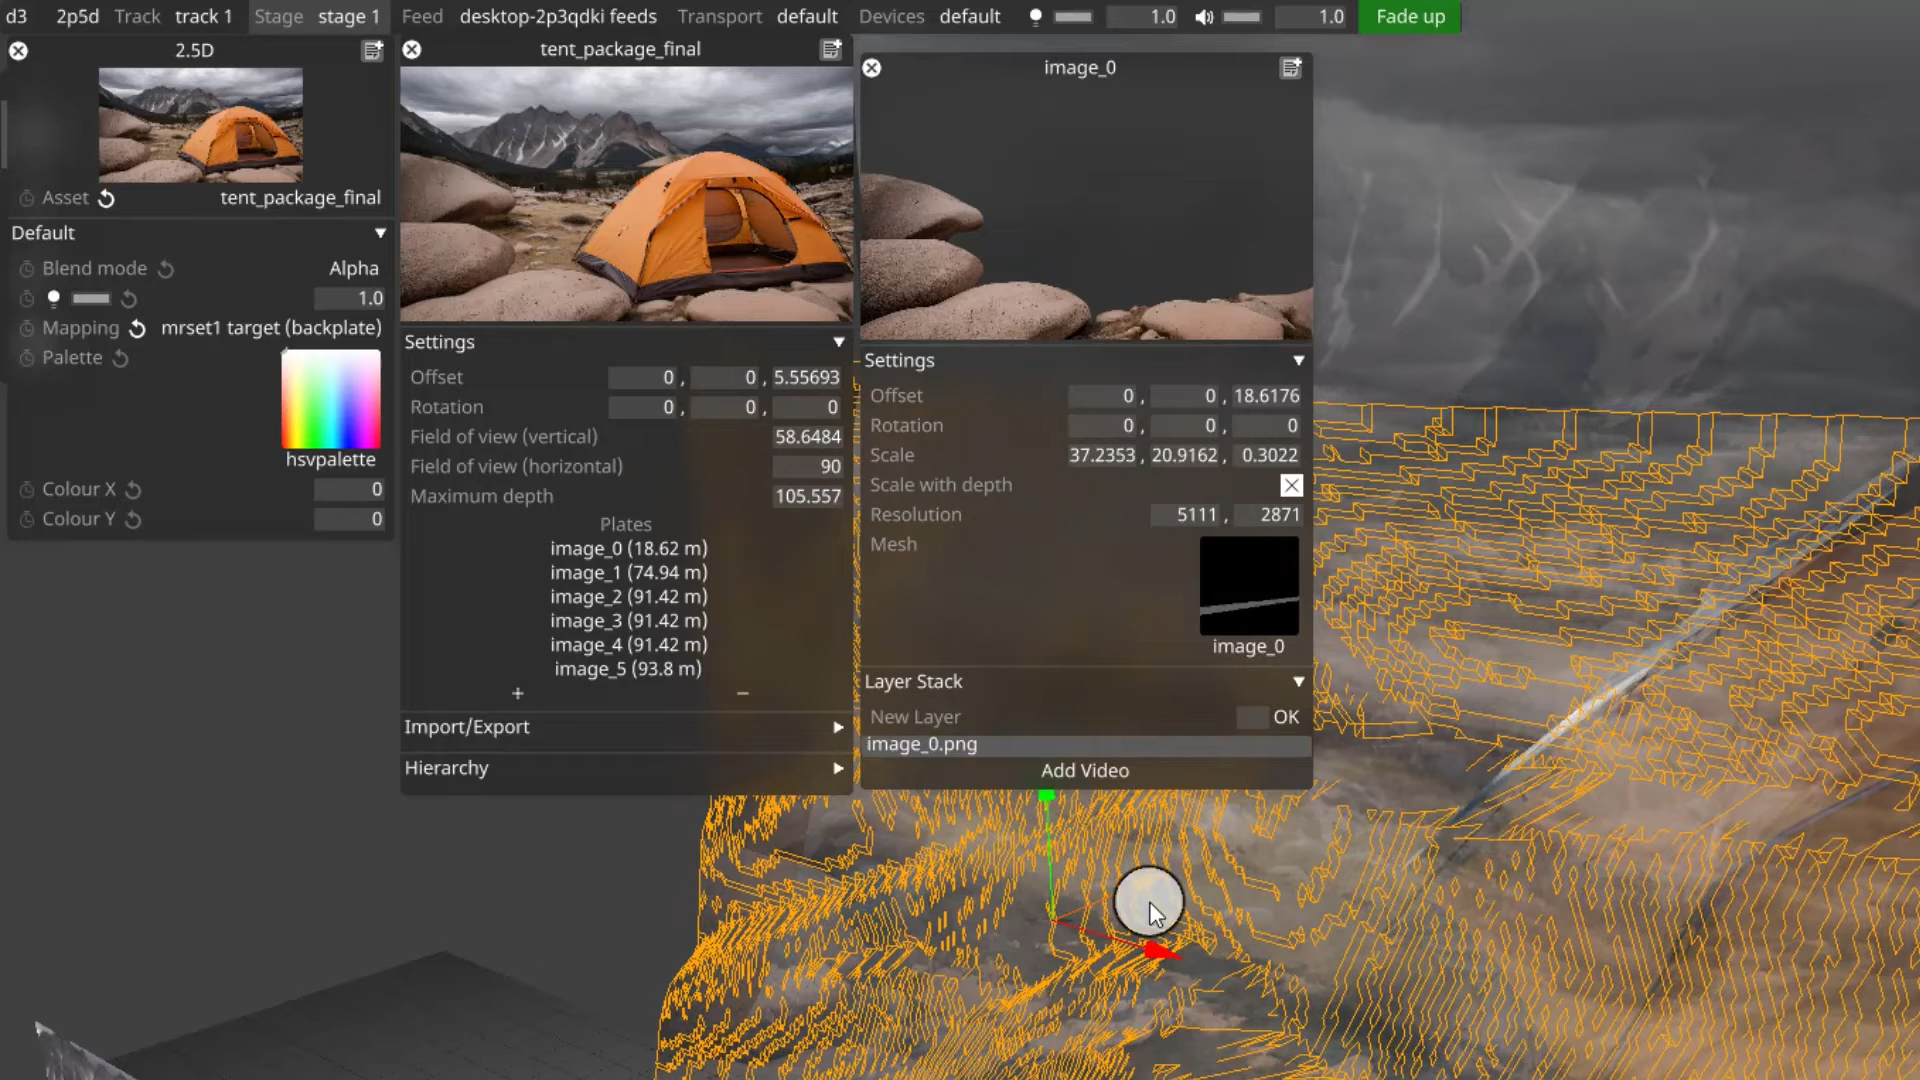 d3 2p5d Track track 1 Stage stage 1 Feed desktop-2p3qdki feeds Transport default Devices default 1.0 1.0 Fade up
2.5D
Asset tent_package_final
Default
Blend mode Alpha
1.0
Mapping mrset1 target (backplate)
Palette
hsvpalette
Colour X 0
Colour Y 0
tent_package_final
Settings
Offset 0 , 0 , 5.55693
Rotation 0 , 0 , 0
Field of view (vertical) 58.6484
Field of view (horizontal) 90
Maximum depth 105.557
Plates
image_0 (18.62 m)
image_1 (74.94 m)
image_2 (91.42 m)
image_3 (91.42 m)
image_4 (91.42 m)
image_5 (93.8 m)
+ −
Import/Export
Hierarchy
image_0
Settings
Offset 0 , 0 , 18.6176
Rotation 0 , 0 , 0
Scale 37.2353 , 20.9162 , 0.3022
Scale with depth
Resolution 5111 , 2871
Mesh
image_0
Layer Stack
New Layer OK
image_0.png
Add Video